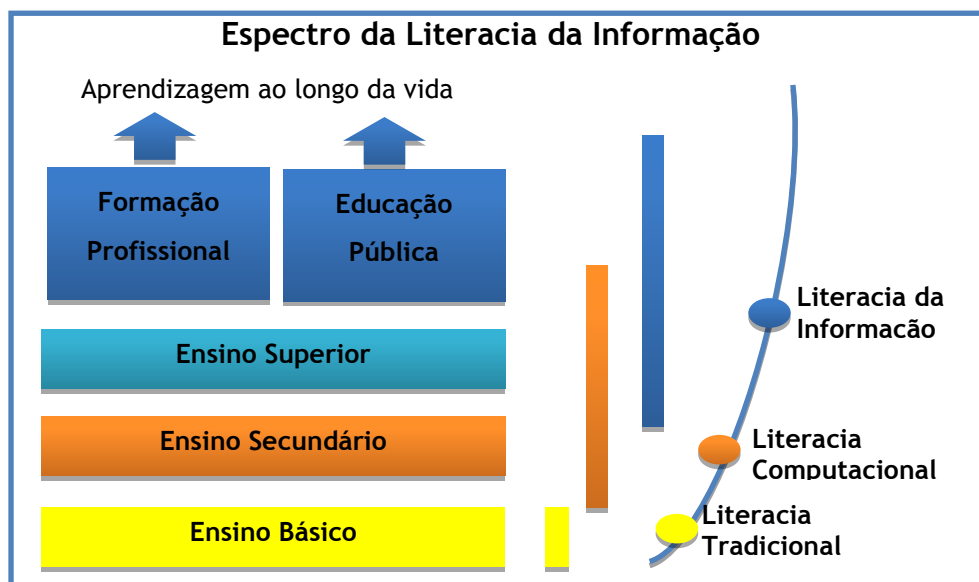 Espectro da Literacia da Informação
Aprendizagem ao longo da vida
Formação
Profissional
Educação
Pública
Ensino Superior
Ensino Secundário
Ensino Básico
Literacia da
Informacão
Literacia
Computacional
Literacia
Tradicional